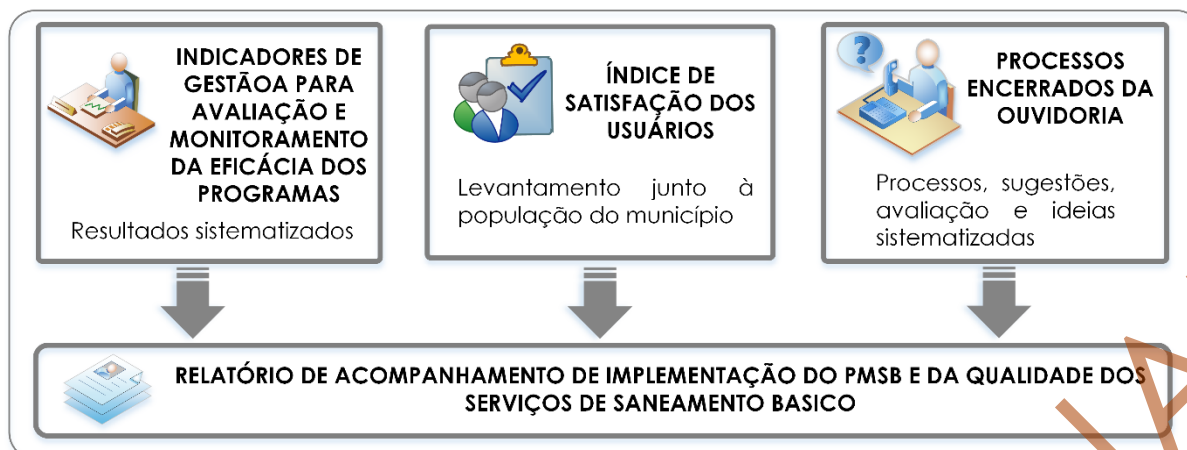 INDICADORES DE
GESTÃOA PARA
AVALIAÇÃO E
MONITORAMENTO
DA EFICÁCIA DOS
PROGRAMAS
Resultados sistematizados
ÍNDICE DE
SATISFAÇÃO DOS
USUÁRIOS
Levantamento junto à
população do município
?
PROCESSOS
ENCERRADOS DA
OUVIDORIA
Processos, sugestões,
avaliação e ideias
sistematizadas
RELATÓRIO DE ACOMPANHAMENTO DE IMPLEMENTAÇÃO DO PMSB E DA QUALIDADE DOS
SERVIÇOS DE SANEAMENTO BASICO